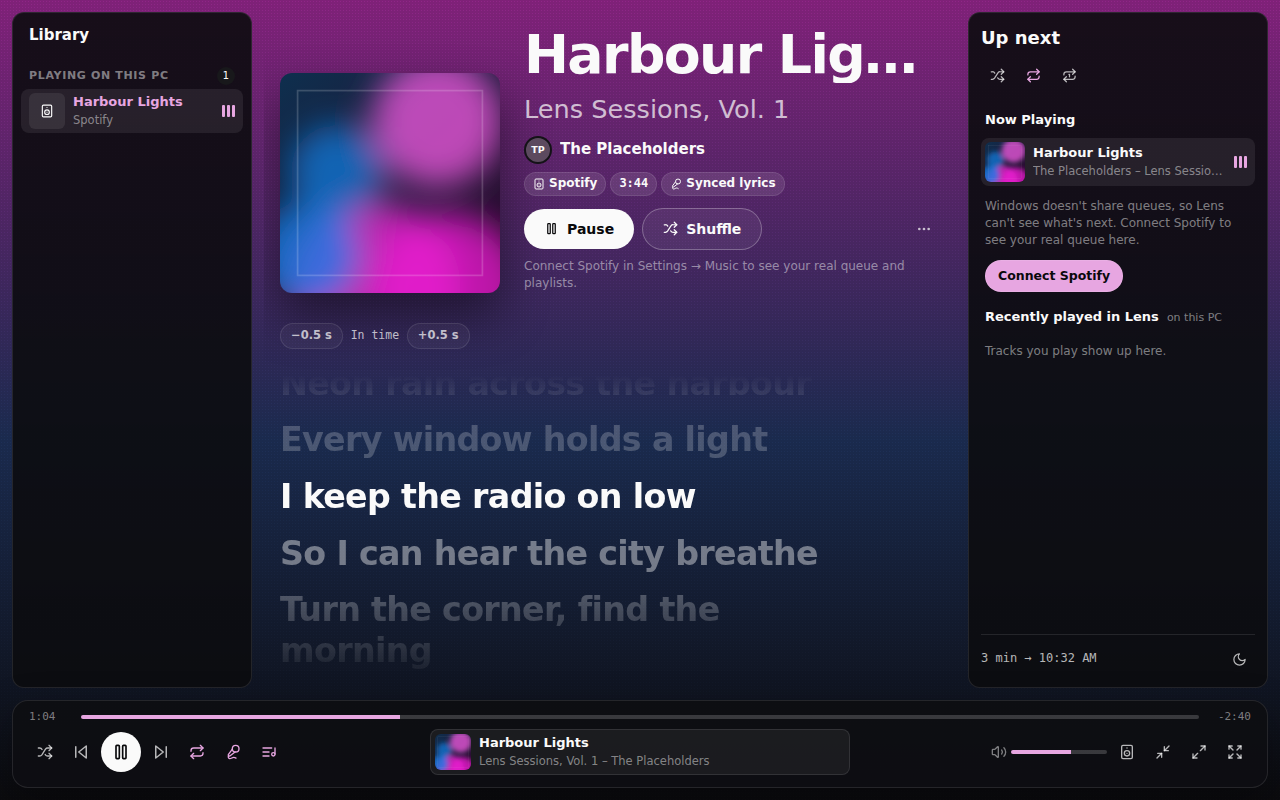 Library
PLAYING ON THIS PC 1
Harbour Lights
Spotify
Harbour Lig...
Lens Sessions, Vol. 1
TP The Placeholders
Spotify 3:44 Synced lyrics
Pause Shuffle
Connect Spotify in Settings → Music to see your real queue and
playlists.
−0.5 s In time +0.5 s
Neon rain across the harbour
Every window holds a light
I keep the radio on low
So I can hear the city breathe
Turn the corner, find the
morning
Up next
Now Playing
Harbour Lights
The Placeholders – Lens Sessio...
Windows doesn't share queues, so Lens
can't see what's next. Connect Spotify to
see your real queue here.
Connect Spotify
Recently played in Lens on this PC
Tracks you play show up here.
3 min → 10:32 AM
1:04 -2:40
Harbour Lights
Lens Sessions, Vol. 1 – The Placeholders